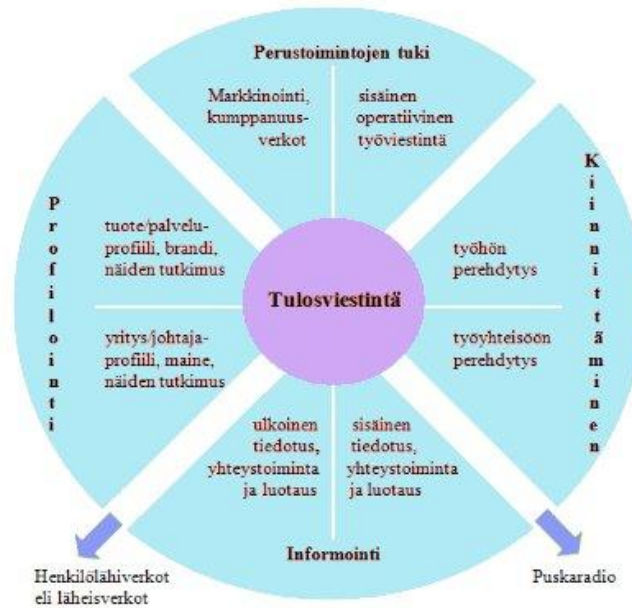 Perustoimintojen tuki
Markkinointi,
kumppanuus-
verkot
sisäinen
operatiivinen
työviestintä
Profilointi
tuote/palvelu-
profiili, brandi,
näiden tutkimus
yritys/johtaja-
profiili, maine,
näiden tutkimus
Tulosviestintä
Kiinnittäminen
työhön
perehdytys
työyhteisöön
perehdytys
ulkoinen
tiedotus,
yhteystoiminta
ja luotaus
sisäinen
tiedotus,
yhteystoiminta
ja luotaus
Informointi
Henkilölähiverkot
eli läheisverkot
Puskaradio